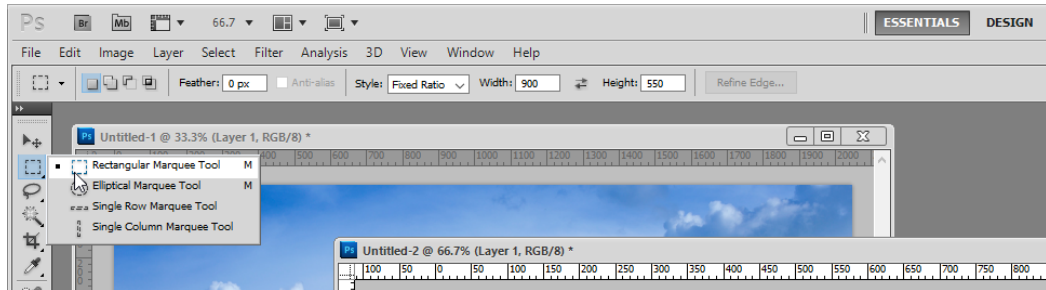 Ps Br Mb 66.7 ESSENTIALS DESIGN
File Edit Image Layer Select Filter Analysis 3D View Window Help
Feather: 0 px Anti-alias Style: Fixed Ratio Width: 900 Height: 550 Refine Edge...
Ps Untitled-1 @ 33.3% (Layer 1, RGB/8) *
400 500 600 700 800 900 1000 1100 1200 1300 1400 1500 1600 1700 1800 1900 2000
Rectangular Marquee Tool M
Elliptical Marquee Tool M
Single Row Marquee Tool
Single Column Marquee Tool
Ps Untitled-2 @ 66.7% (Layer 1, RGB/8) *
100 50 0 50 100 150 200 250 300 350 400 450 500 550 600 650 700 750 800